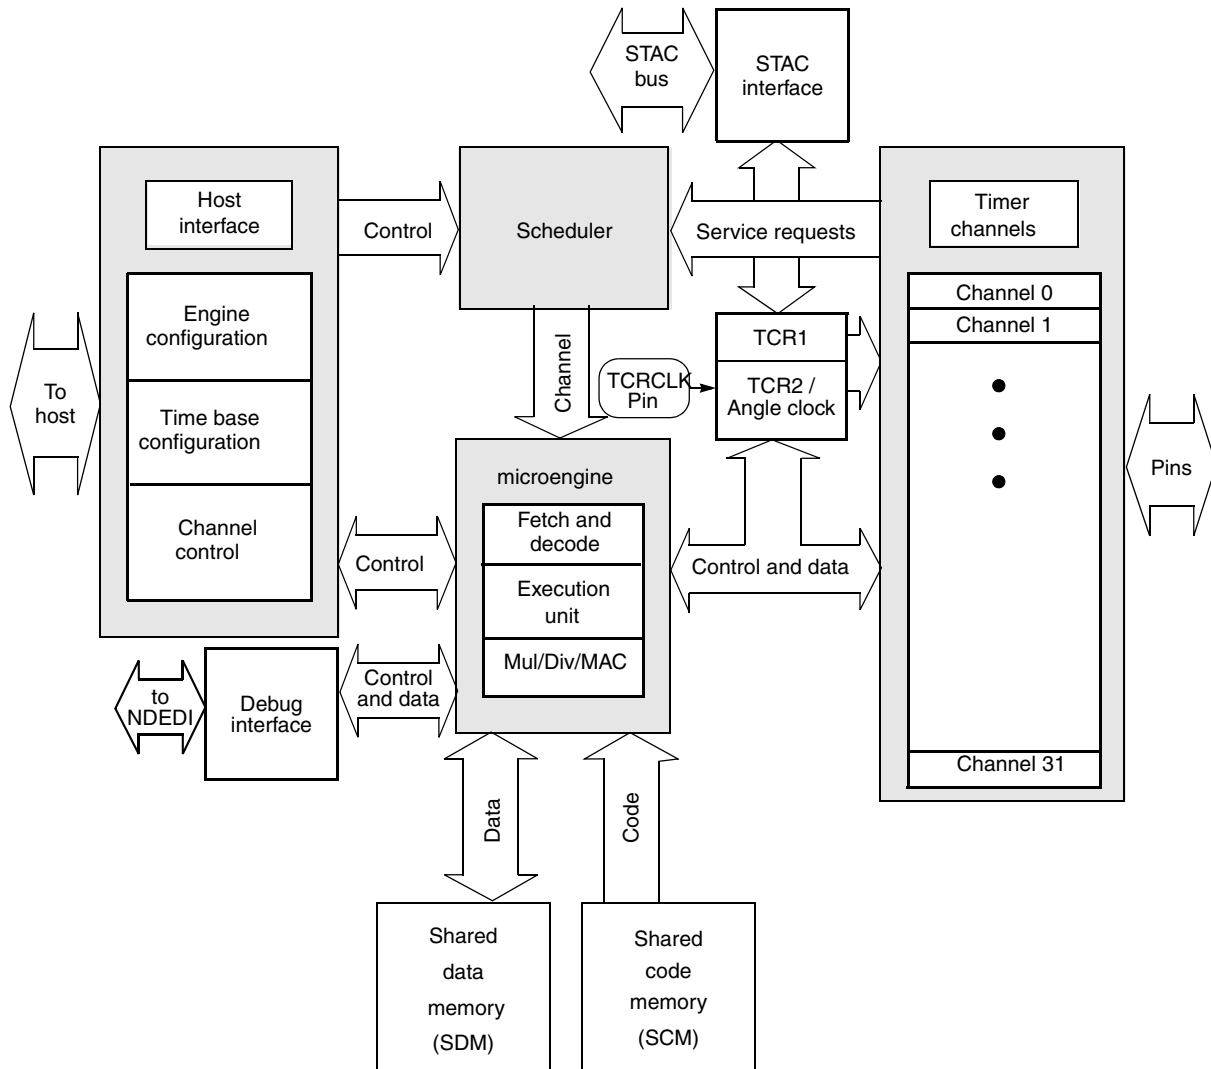 STAC
bus
STAC
interface
Host
interface
Control
Scheduler
Service requests
Timer
channels
Engine
configuration
Time base
configuration
Channel
control
To
host
Channel
TCRCLK
Pin
TCR1
TCR2 /
Angle clock
Channel 0
Channel 1
Channel 31
Pins
microengine
Fetch and
decode
Execution
unit
Mul/Div/MAC
Control
Control and data
to
NDEDI
Debug
interface
Control
and data
Data
Code
Shared
data
memory
(SDM)
Shared
code
memory
(SCM)